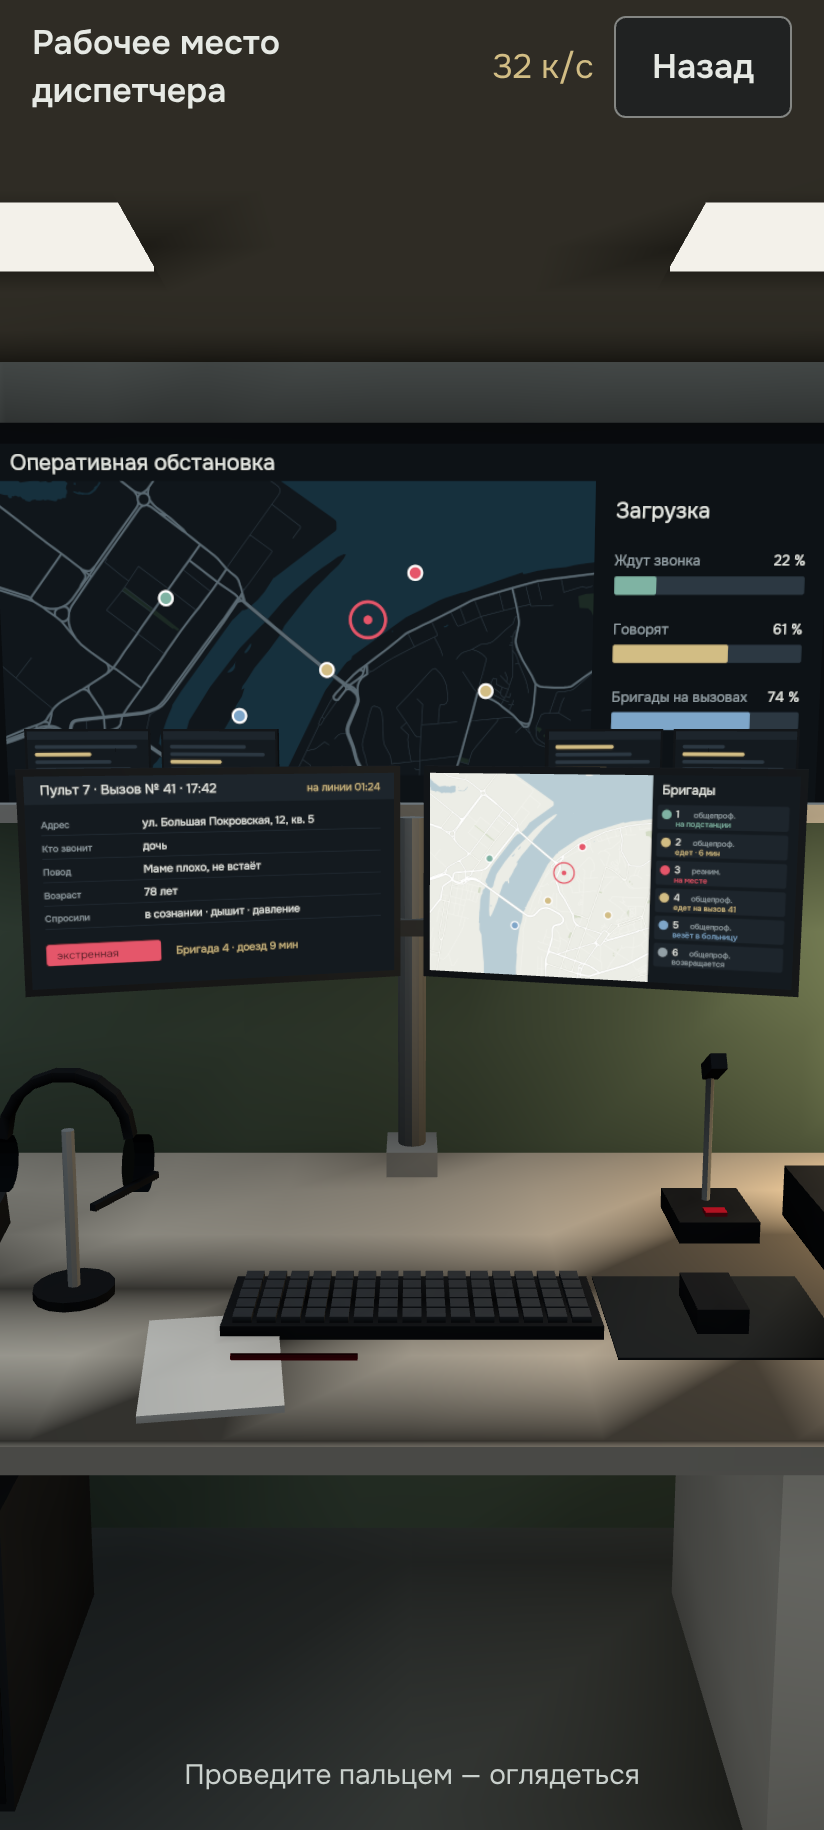 Рабочее место
диспетчера
32 к/с
Назад
Оперативная обстановка
Загрузка
Ждут звонка 22 %
Говорят 61 %
Бригады на вызовах 74 %
Пульт 7 · Вызов № 41 · 17:42 на линии 01:24
Адрес ул. Большая Покровская, 12, кв. 5
Кто звонит дочь
Повод Маме плохо, не встаёт
Возраст 78 лет
Спросили в сознании · дышит · давление
экстренная Бригада 4 · доезд 9 мин
Бригады
1 общепроф.
на подстанции
2 общепроф.
едет · 6 мин
3 реаним.
на месте
4 общепроф.
едет на вызов 41
5 общепроф.
везёт в больницу
6 общепроф.
возвращается
Проведите пальцем — оглядеться